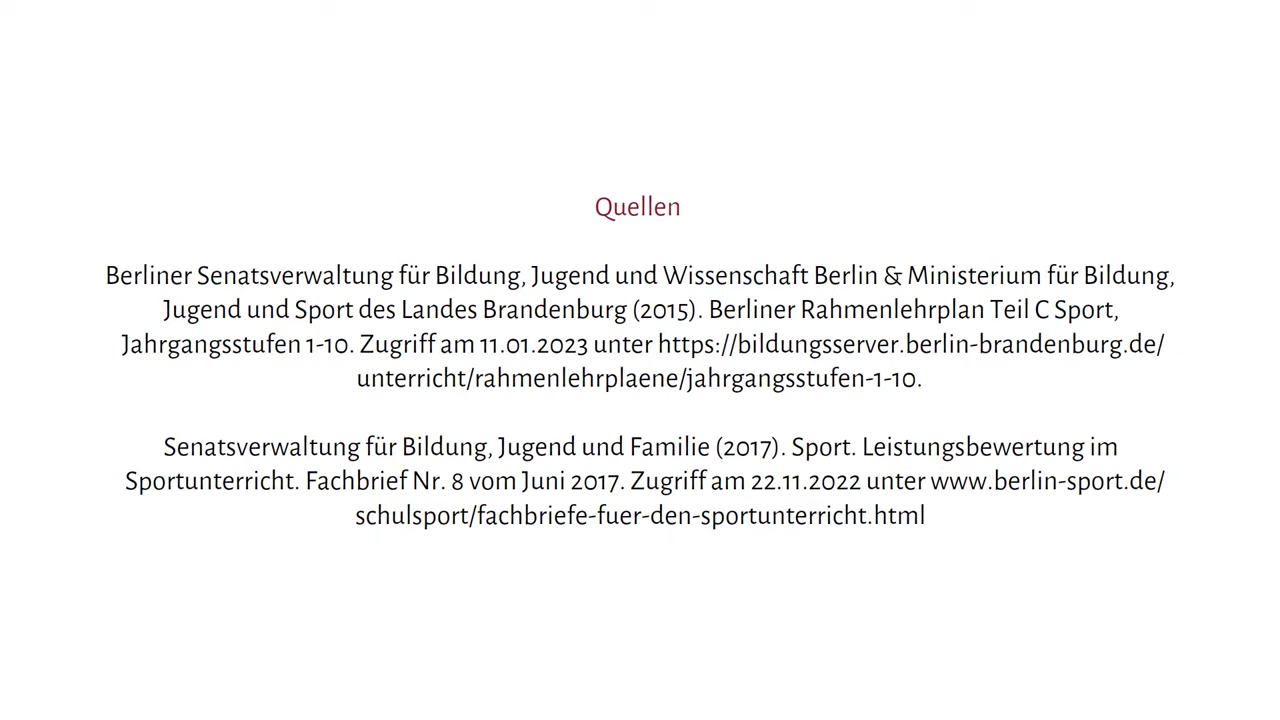 Quellen
Berliner Senatsverwaltung für Bildung, Jugend und Wissenschaft Berlin & Ministerium für Bildung,
Jugend und Sport des Landes Brandenburg (2015). Berliner Rahmenlehrplan Teil C Sport,
Jahrgangsstufen 1-10. Zugriff am 11.01.2023 unter https://bildungsserver.berlin-brandenburg.de/
unterricht/rahmenlehrplaene/jahrgangsstufen-1-10.
Senatsverwaltung für Bildung, Jugend und Familie (2017). Sport. Leistungsbewertung im
Sportunterricht. Fachbrief Nr. 8 vom Juni 2017. Zugriff am 22.11.2022 unter www.berlin-sport.de/
schulsport/fachbriefe-fuer-den-sportunterricht.html